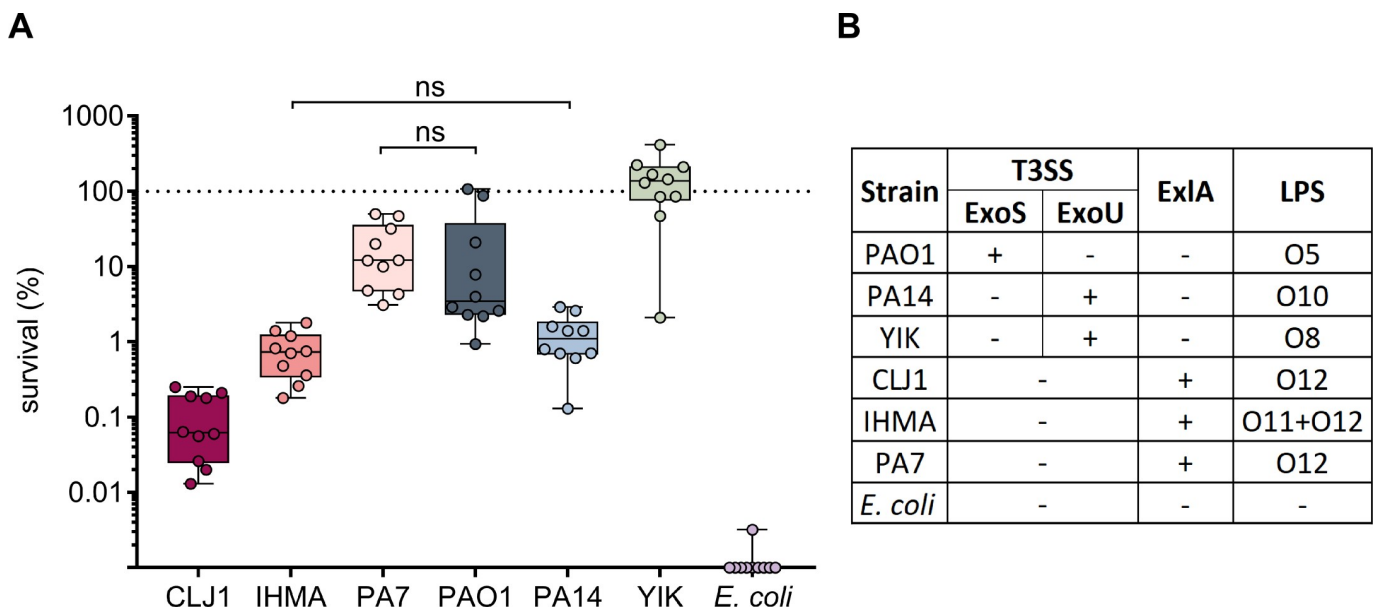 A
B
ns
ns
1000
100
10
1
0.1
0.01
survival (%)
CLJ1 IHMA PA7 PAO1 PA14 YIK E. coli
Strain T3SS ExlA LPS
ExoS ExoU
PAO1 + - - O5
PA14 - + - O10
YIK - + - O8
CLJ1 - + O12
IHMA - + O11+O12
PA7 - + O12
E. coli - - -